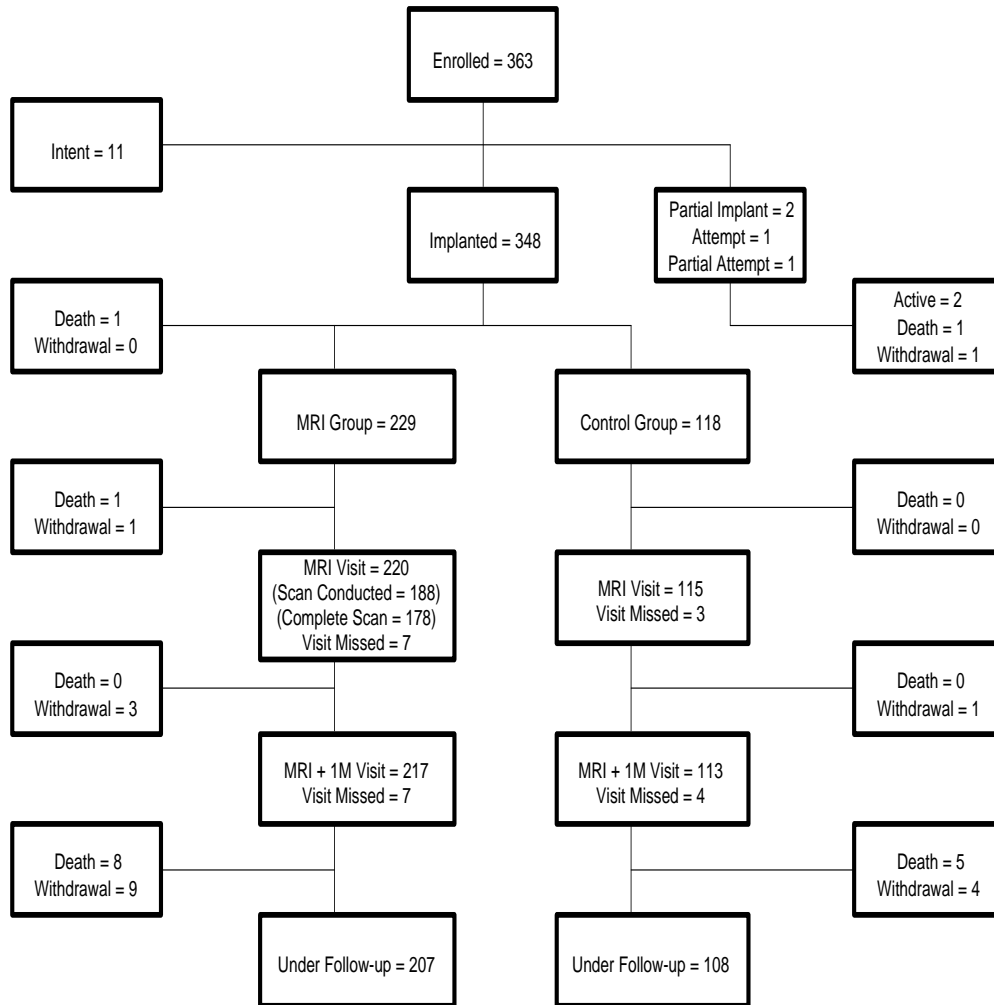 Enrolled = 363
Intent = 11
Partial Implant = 2
Attempt = 1
Partial Attempt = 1
Implanted = 348
Death = 1
Withdrawal = 0
Active = 2
Death = 1
Withdrawal = 1
MRI Group = 229
Control Group = 118
Death = 1
Withdrawal = 1
Death = 0
Withdrawal = 0
MRI Visit = 220
(Scan Conducted = 188)
(Complete Scan = 178)
Visit Missed = 7
MRI Visit = 115
Visit Missed = 3
Death = 0
Withdrawal = 3
Death = 0
Withdrawal = 1
MRI + 1M Visit = 217
Visit Missed = 7
MRI + 1M Visit = 113
Visit Missed = 4
Death = 8
Withdrawal = 9
Death = 5
Withdrawal = 4
Under Follow-up = 207
Under Follow-up = 108